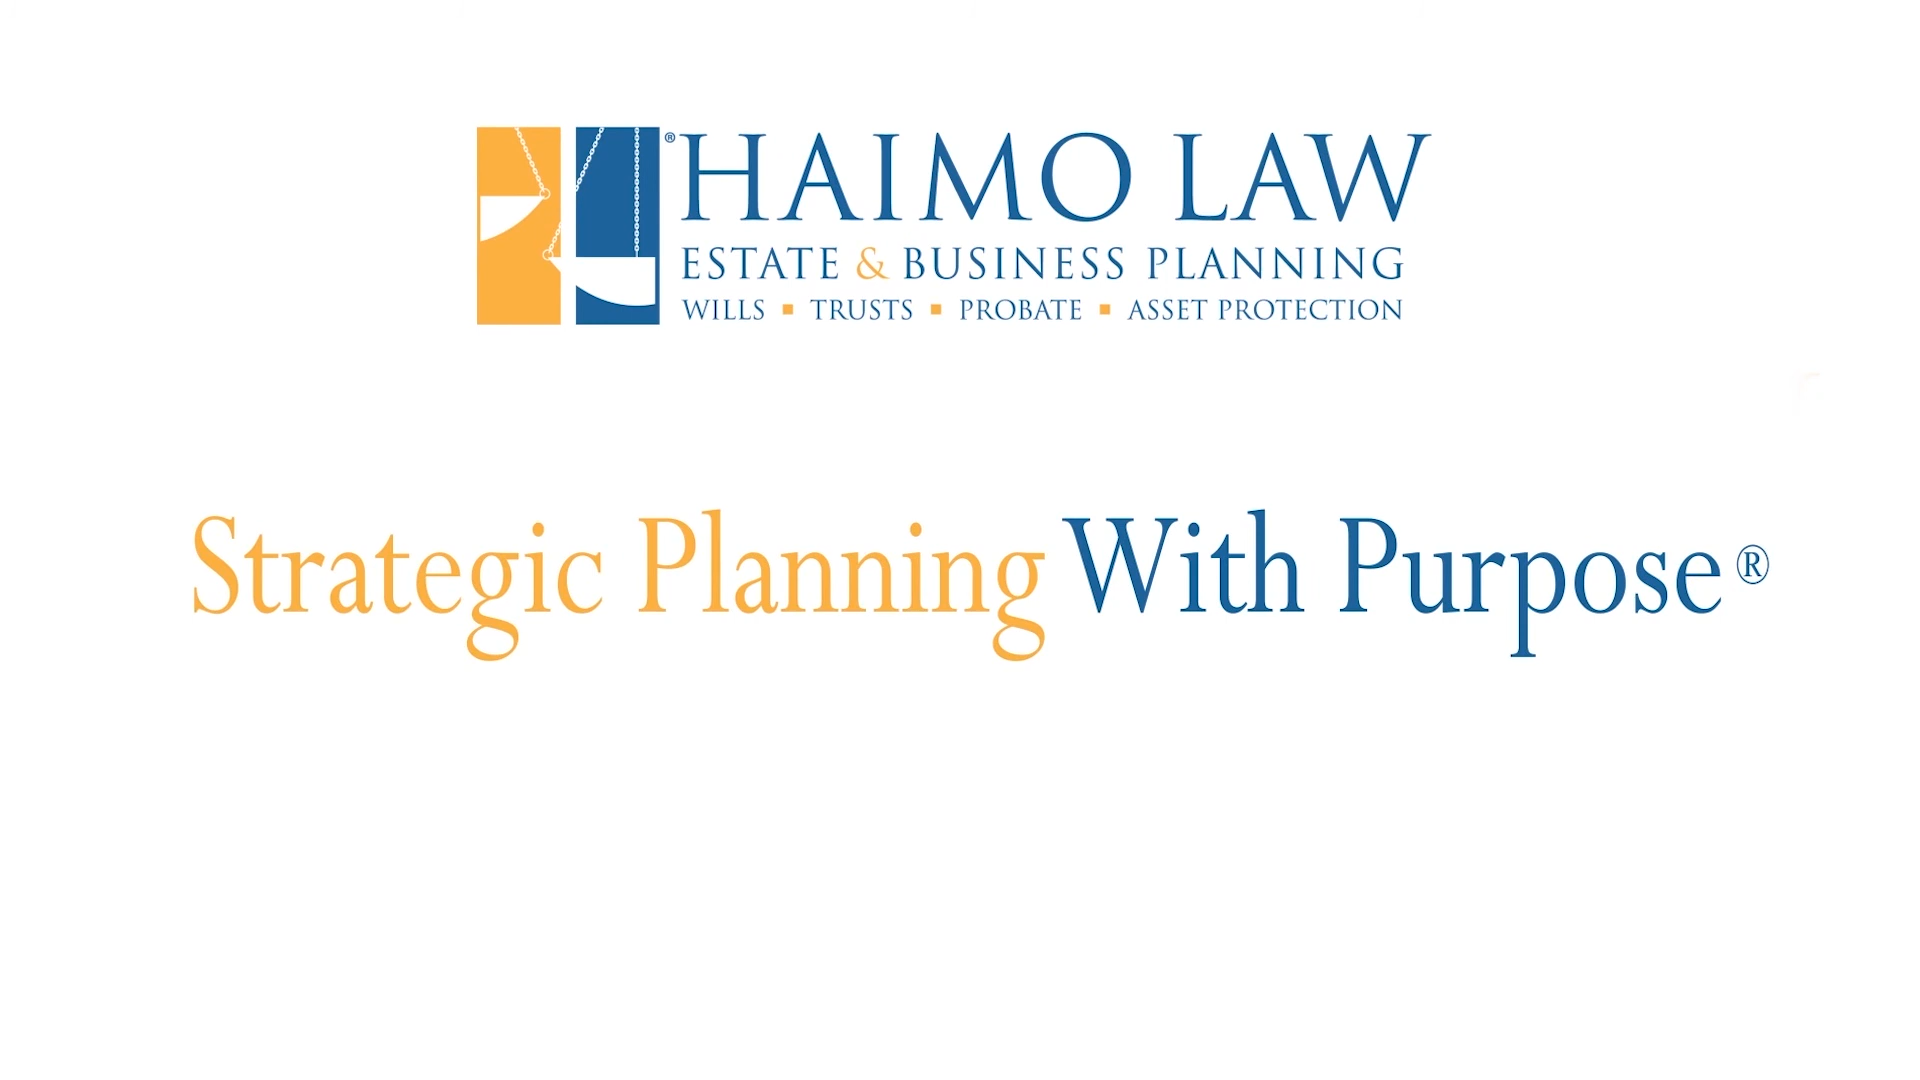 ® HAIMO LAW
ESTATE & BUSINESS PLANNING
WILLS ▪ TRUSTS ▪ PROBATE ▪ ASSET PROTECTION
Strategic Planning With Purpose®